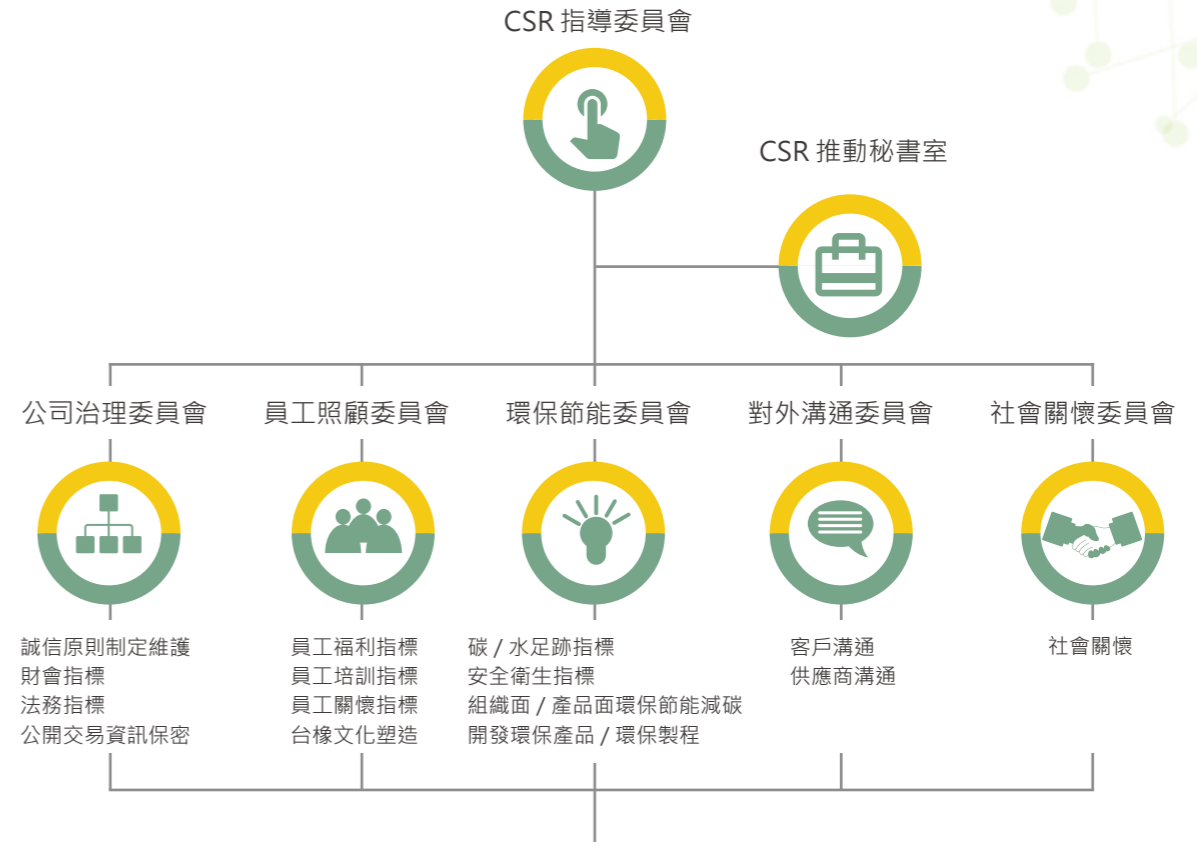 CSR 指導委員會
CSR 推動秘書室
公司治理委員會
員工照顧委員會
環保節能委員會
對外溝通委員會
社會關懷委員會
誠信原則制定維護
財會指標
法務指標
公開交易資訊保密
員工福利指標
員工培訓指標
員工關懷指標
台橡文化塑造
碳 / 水足跡指標
安全衛生指標
組織面 / 產品面環保節能減碳
開發環保產品 / 環保製程
客戶溝通
供應商溝通
社會關懷